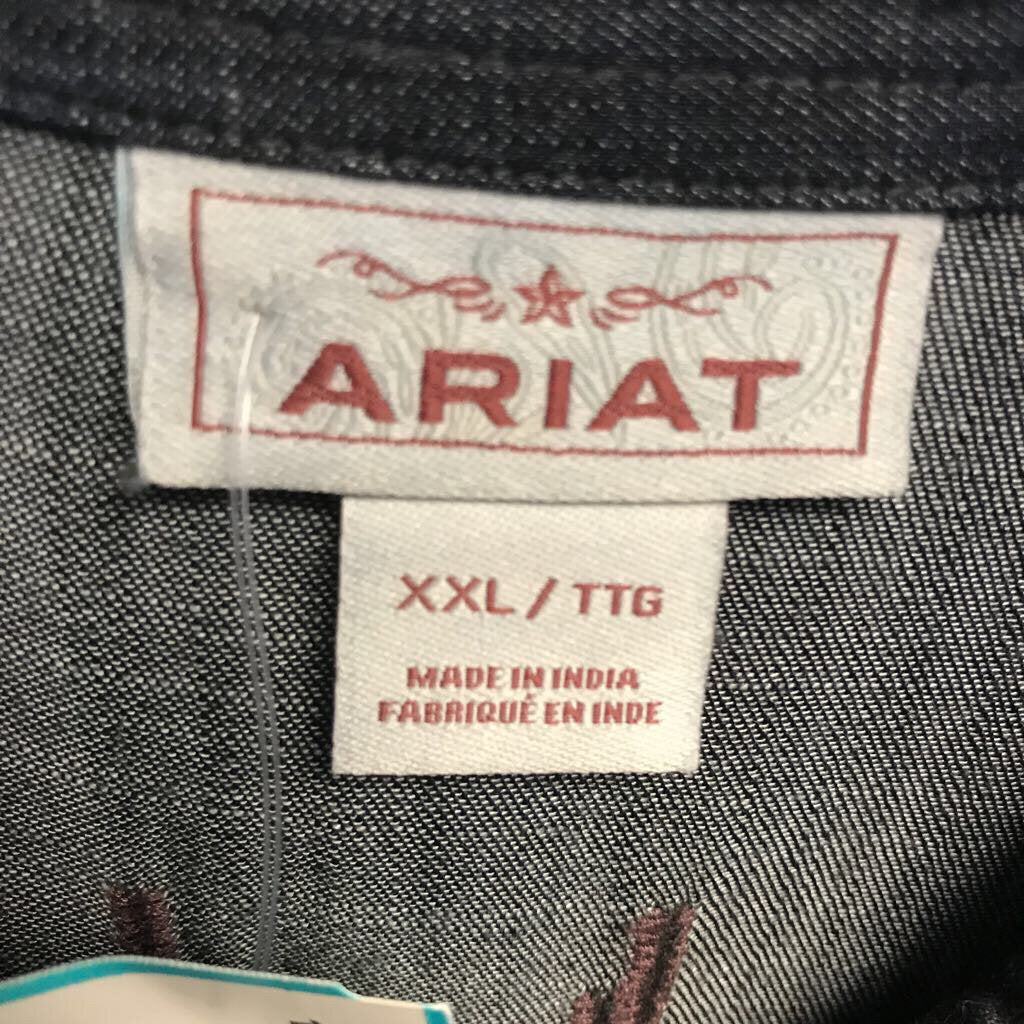 ARIAT
XXL / TTG
MADE IN INDIA
FABRIQUÉ EN INDE